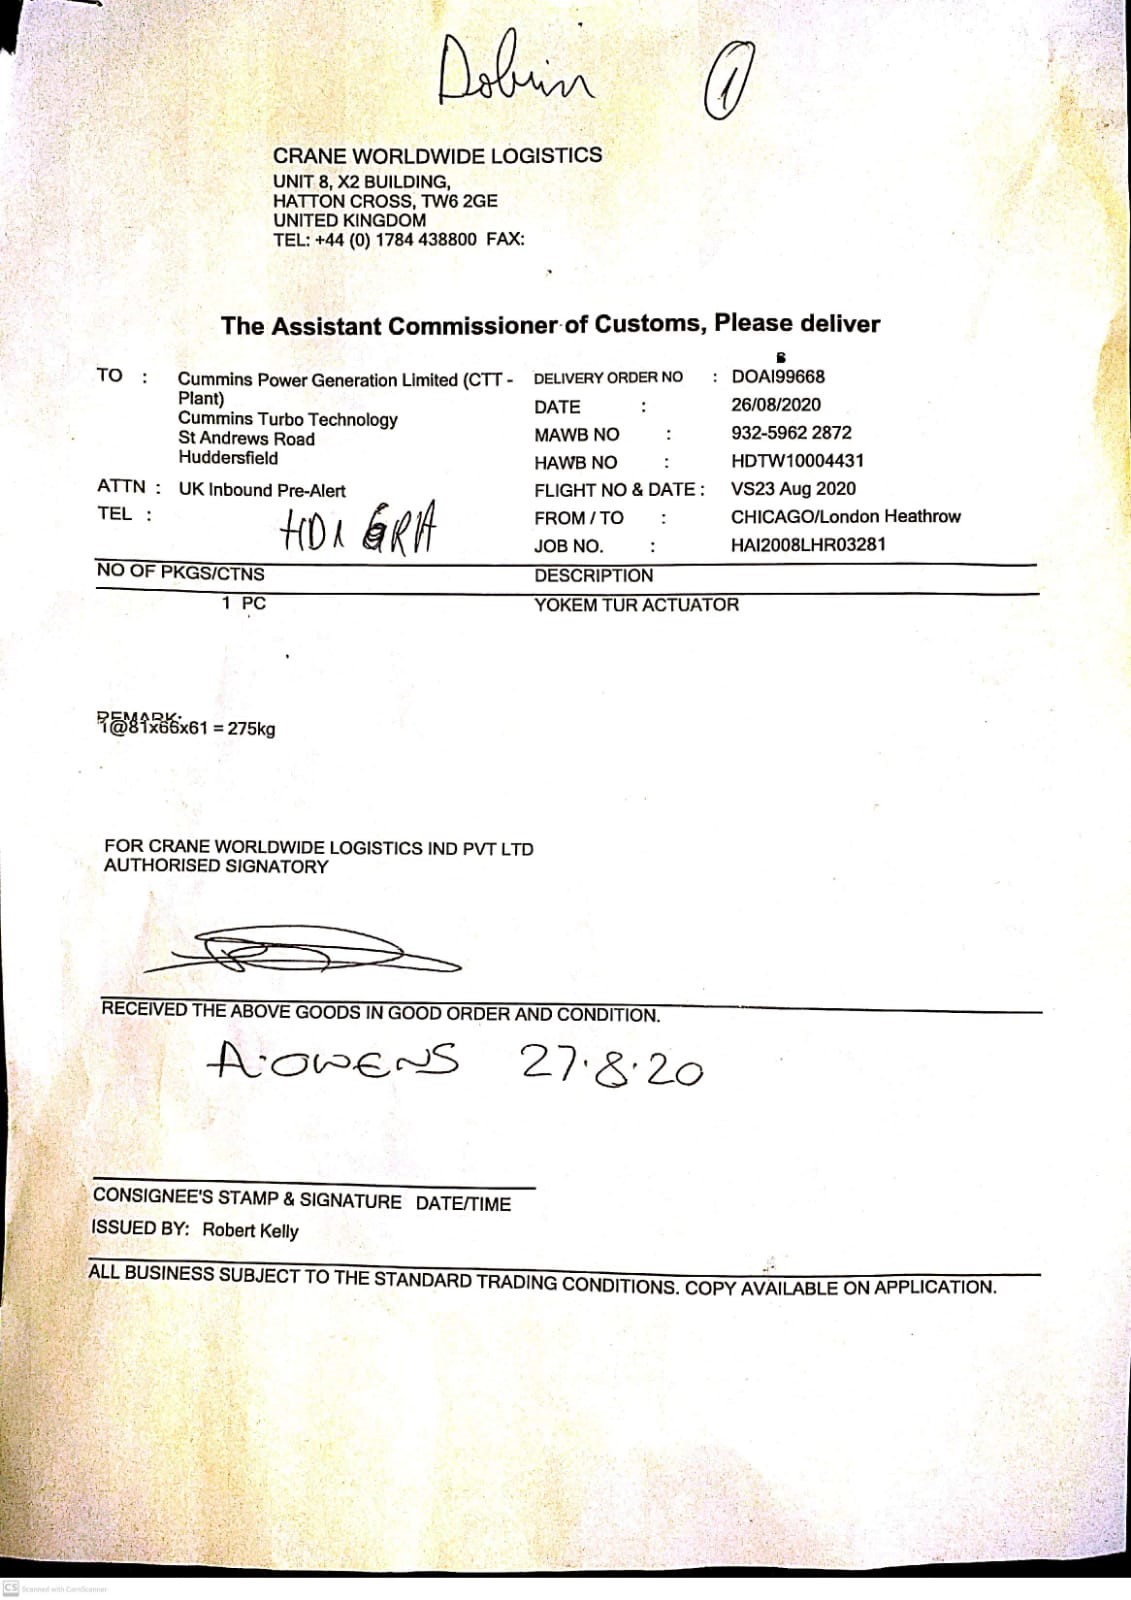 Dobrin 1
CRANE WORLDWIDE LOGISTICS
UNIT 8, X2 BUILDING,
HATTON CROSS, TW6 2GE
UNITED KINGDOM
TEL: +44 (0) 1784 438800 FAX:
The Assistant Commissioner of Customs, Please deliver
TO : Cummins Power Generation Limited (CTT -
Plant)
Cummins Turbo Technology
St Andrews Road
Huddersfield
ATTN : UK Inbound Pre-Alert
TEL :
HD1 6RA
DELIVERY ORDER NO : DOAI99668
DATE : 26/08/2020
MAWB NO : 932-5962 2872
HAWB NO : HDTW10004431
FLIGHT NO & DATE : VS23 Aug 2020
FROM / TO : CHICAGO/London Heathrow
JOB NO. : HAI2008LHR03281
NO OF PKGS/CTNS DESCRIPTION
1 PC YOKEM TUR ACTUATOR
REMARK:
1@81x66x61 = 275kg
FOR CRANE WORLDWIDE LOGISTICS IND PVT LTD
AUTHORISED SIGNATORY
RECEIVED THE ABOVE GOODS IN GOOD ORDER AND CONDITION.
A.OWENS 27.8.20
CONSIGNEE'S STAMP & SIGNATURE DATE/TIME
ISSUED BY: Robert Kelly
ALL BUSINESS SUBJECT TO THE STANDARD TRADING CONDITIONS. COPY AVAILABLE ON APPLICATION.
CS Scanned with CamScanner